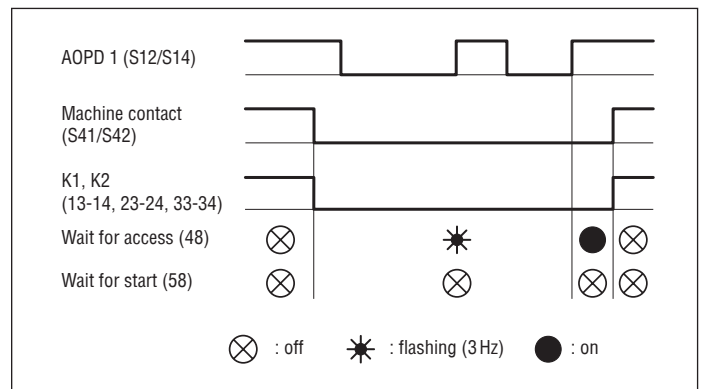 AOPD 1 (S12/S14)
Machine contact
(S41/S42)
K1, K2
(13-14, 23-24, 33-34)
Wait for access (48)
Wait for start (58)
: off : flashing (3 Hz) : on